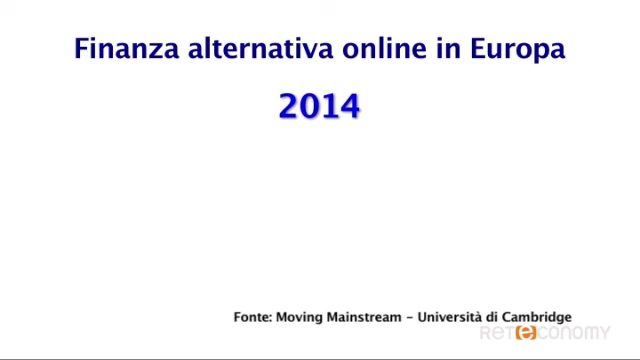 Finanza alternativa online in Europa
2014
Fonte: Moving Mainstream - Università di Cambridge
RETeCONOMY